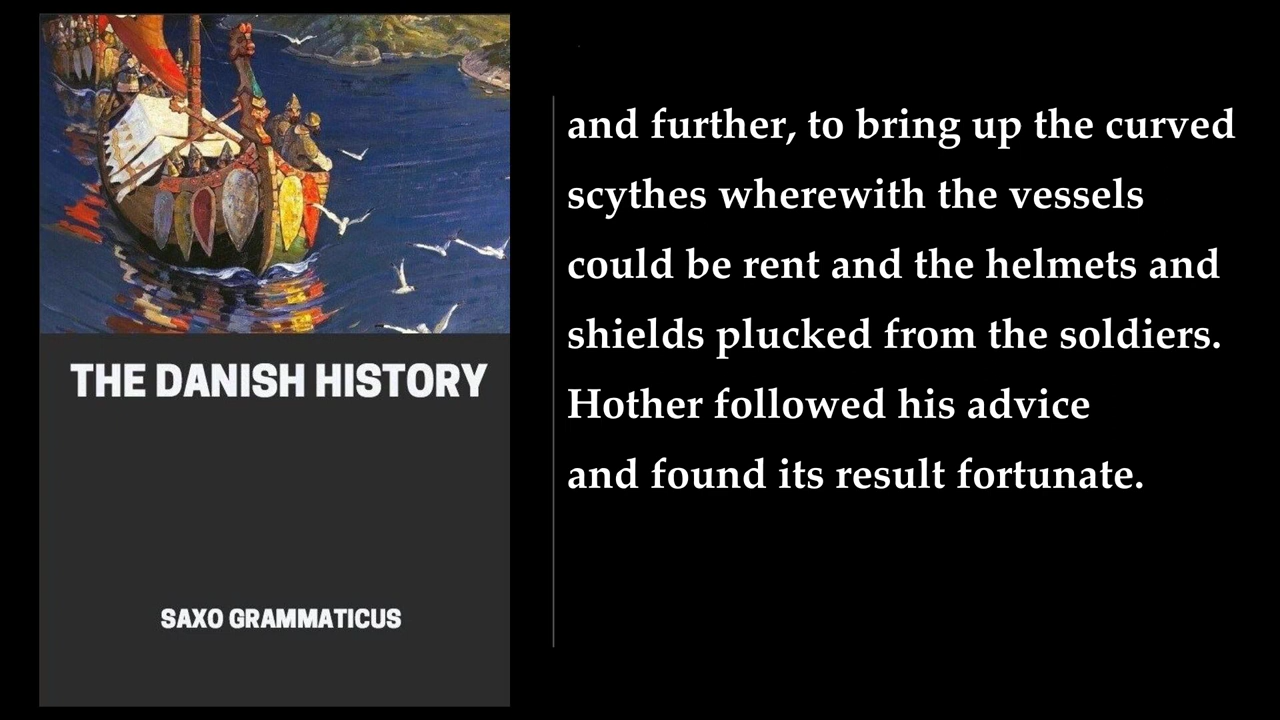 THE DANISH HISTORY
SAXO GRAMMATICUS
and further, to bring up the curved
scythes wherewith the vessels
could be rent and the helmets and
shields plucked from the soldiers.
Hother followed his advice
and found its result fortunate.